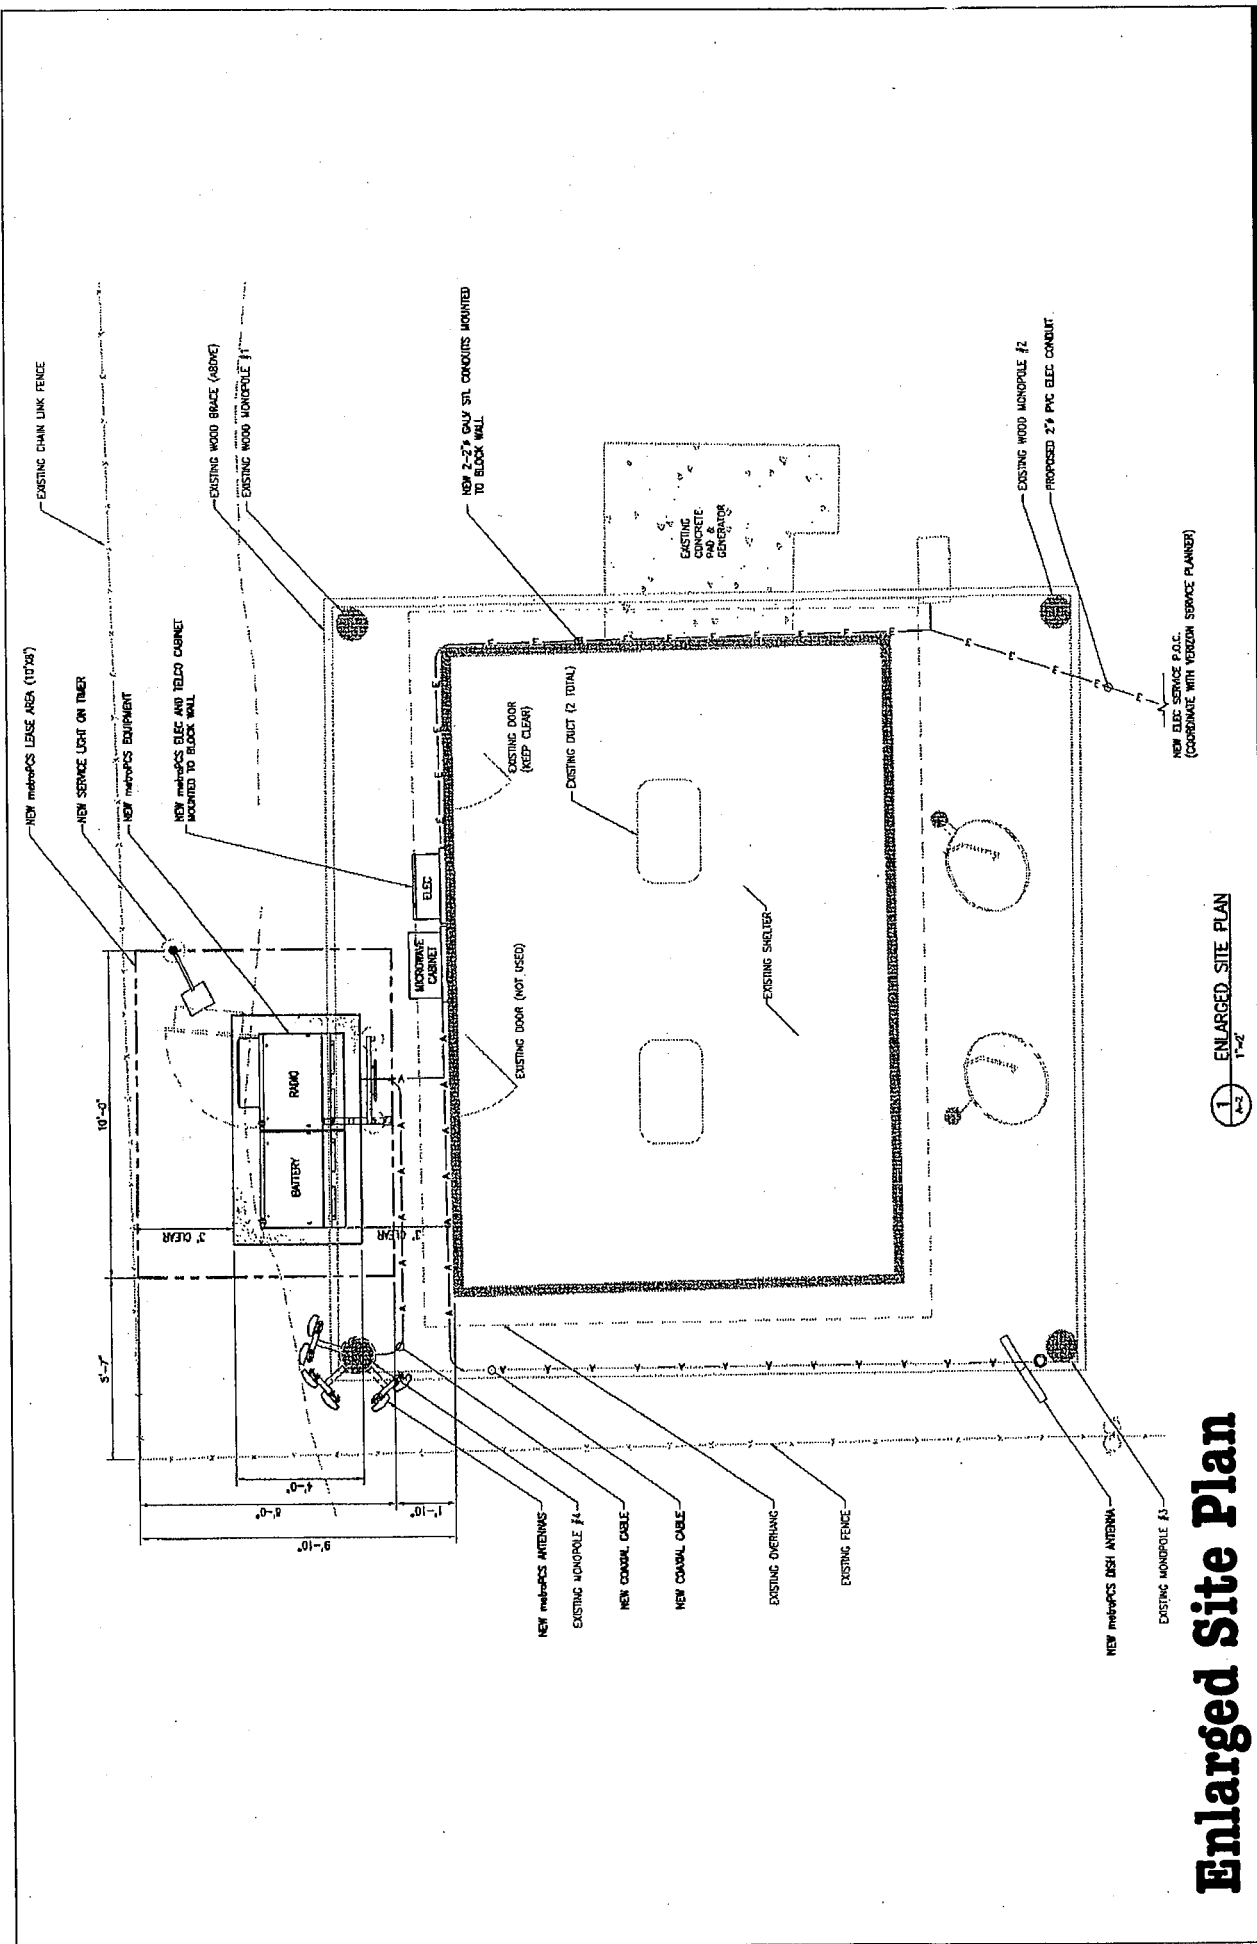 EXISTING CHAIN LINK FENCE
NEW metroPCS LEASE AREA (10'X8')
NEW SERVICE LIGHT ON TIMER
NEW metroPCS EQUIPMENT
NEW metroPCS ELEC AND TELCO CABINET
MOUNTED TO BLOCK WALL
EXISTING WOOD BRACE (ABOVE)
EXISTING WOOD MONOPOLE #1
NEW 2-2"ø GALV STL CONDUITS MOUNTED
TO BLOCK WALL
EXISTING
CONCRETE
PAD &
GENERATOR
EXISTING WOOD MONOPOLE #2
PROPOSED 2"ø PVC ELEC CONDUIT
NEW ELEC SERVICE P.O.C.
(COORDINATE WITH VERIZON SERVICE PLANNER)
5'-7"
10'-0"
3' CLEAR
3' CLEAR
BATTERY
RADIO
4'-0"
8'-0"
1'-10"
9'-10"
MICROWAVE
CABINET
ELEC
EXISTING DOOR (NOT USED)
EXISTING DOOR
(KEEP CLEAR)
EXISTING DUCT (2 TOTAL)
EXISTING SHELTER
NEW metroPCS ANTENNAS
EXISTING MONOPOLE #4
NEW COAXIAL CABLE
NEW COAXIAL CABLE
EXISTING OVERHANG
EXISTING FENCE
NEW metroPCS DISH ANTENNA
EXISTING MONOPOLE #3
1
A-2
ENLARGED SITE PLAN
1"=2'
Enlarged Site Plan